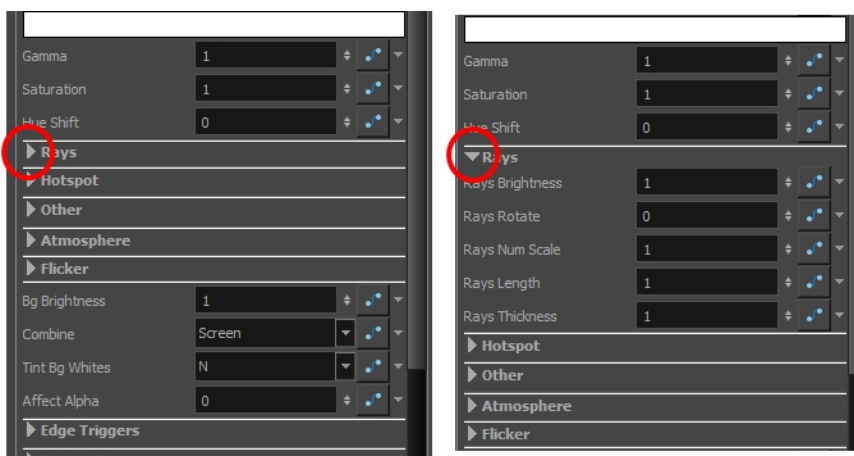 Gamma 1
Saturation 1
Hue Shift 0
Rays
Hotspot
Other
Atmosphere
Flicker
Bg Brightness 1
Combine Screen
Tint Bg Whites N
Affect Alpha 0
Edge Triggers
Gamma 1
Saturation 1
Hue Shift 0
Rays
Rays Brightness 1
Rays Rotate 0
Rays Num Scale 1
Rays Length 1
Rays Thickness 1
Hotspot
Other
Atmosphere
Flicker